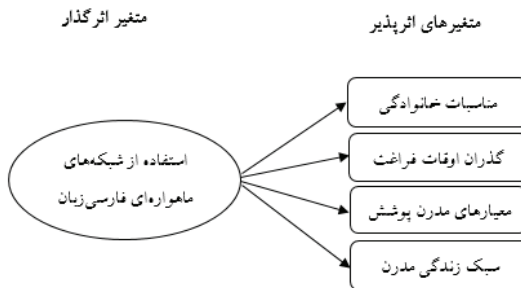 متغیرهای اثرپذیر
متغیر اثرگذار
مناسبات خانوادگی
گذران اوقات فراغت
معیارهای مدرن پوشش
سبک زندگی مدرن
استفاده از شبکه‌های
ماهواره‌ای فارسی‌زبان